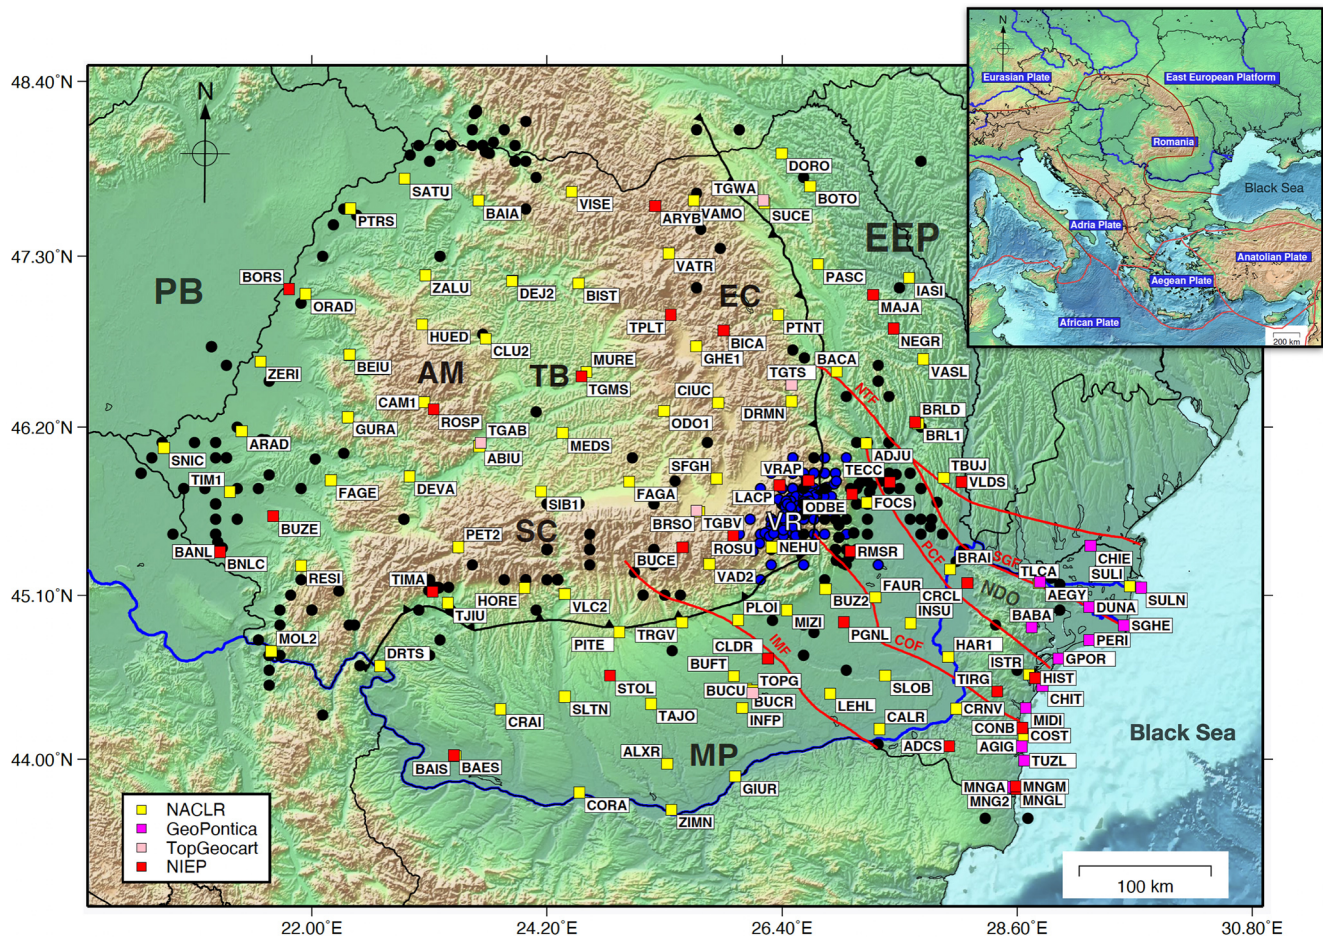 Eurasian Plate
East European Platform
Romania
Black Sea
Adria Plate
Anatolian Plate
Aegean Plate
African Plate
200 km
N
48.40°N
47.30°N
46.20°N
45.10°N
44.00°N
DORO
SATU
BAIA
VISE
TGWA
BOTO
ARYB
VAMO
SUCE
PTRS
EEP
VATR
PASC
BORS
ZALU
DEJ2
BIST
IASI
PB
ORAD
EC
MAJA
HUED
TPLT
PTNT
CLU2
BICA
NEGR
ZERI
BEIU
MURE
GHE1
BACA
VASL
AM
TB
TGMS
TGTS
CAM1
CIUC
NTF
ROSP
DRMN
BRLD
GURA
TGAB
ODO1
BRL1
ARAD
MEDS
SNIC
ABIU
ADJU
TIM1
SFGH
VRAP
TECC
TBUJ
FAGE
DEVA
SIB1
FAGA
LACP
ODBE
FOCS
VLDS
BUZE
SC
BRSO
TGBV
VR
PET2
ROSU
NEHU
RMSR
PCF
SGF
CHIE
BANL
BNLC
BUCE
BRAI
TLCA
SULI
RESI
TIMA
VAD2
FAUR
CRCL
NDO
AEGY
SULN
HORE
VLC2
PLOI
BUZ2
INSU
DUNA
TJIU
MIZI
BABA
SGHE
MOL2
PITE
TRGV
PGNL
COF
HAR1
PERI
DRTS
CLDR
IMF
ISTR
GPOR
BUFT
TOPG
SLOB
TIRG
HIST
STOL
BUCU
BUCR
CHIT
CRAI
SLTN
TAJO
INFP
LEHL
CRNV
MIDI
CALR
CONB
COST
Black Sea
ALXR
MP
ADCS
AGIG
BAIS
BAES
TUZL
GIUR
MNGA
MNGM
CORA
MNG2
MNGL
ZIMN
NACLR
GeoPontica
TopGeocart
NIEP
100 km
22.00°E
24.20°E
26.40°E
28.60°E
30.80°E